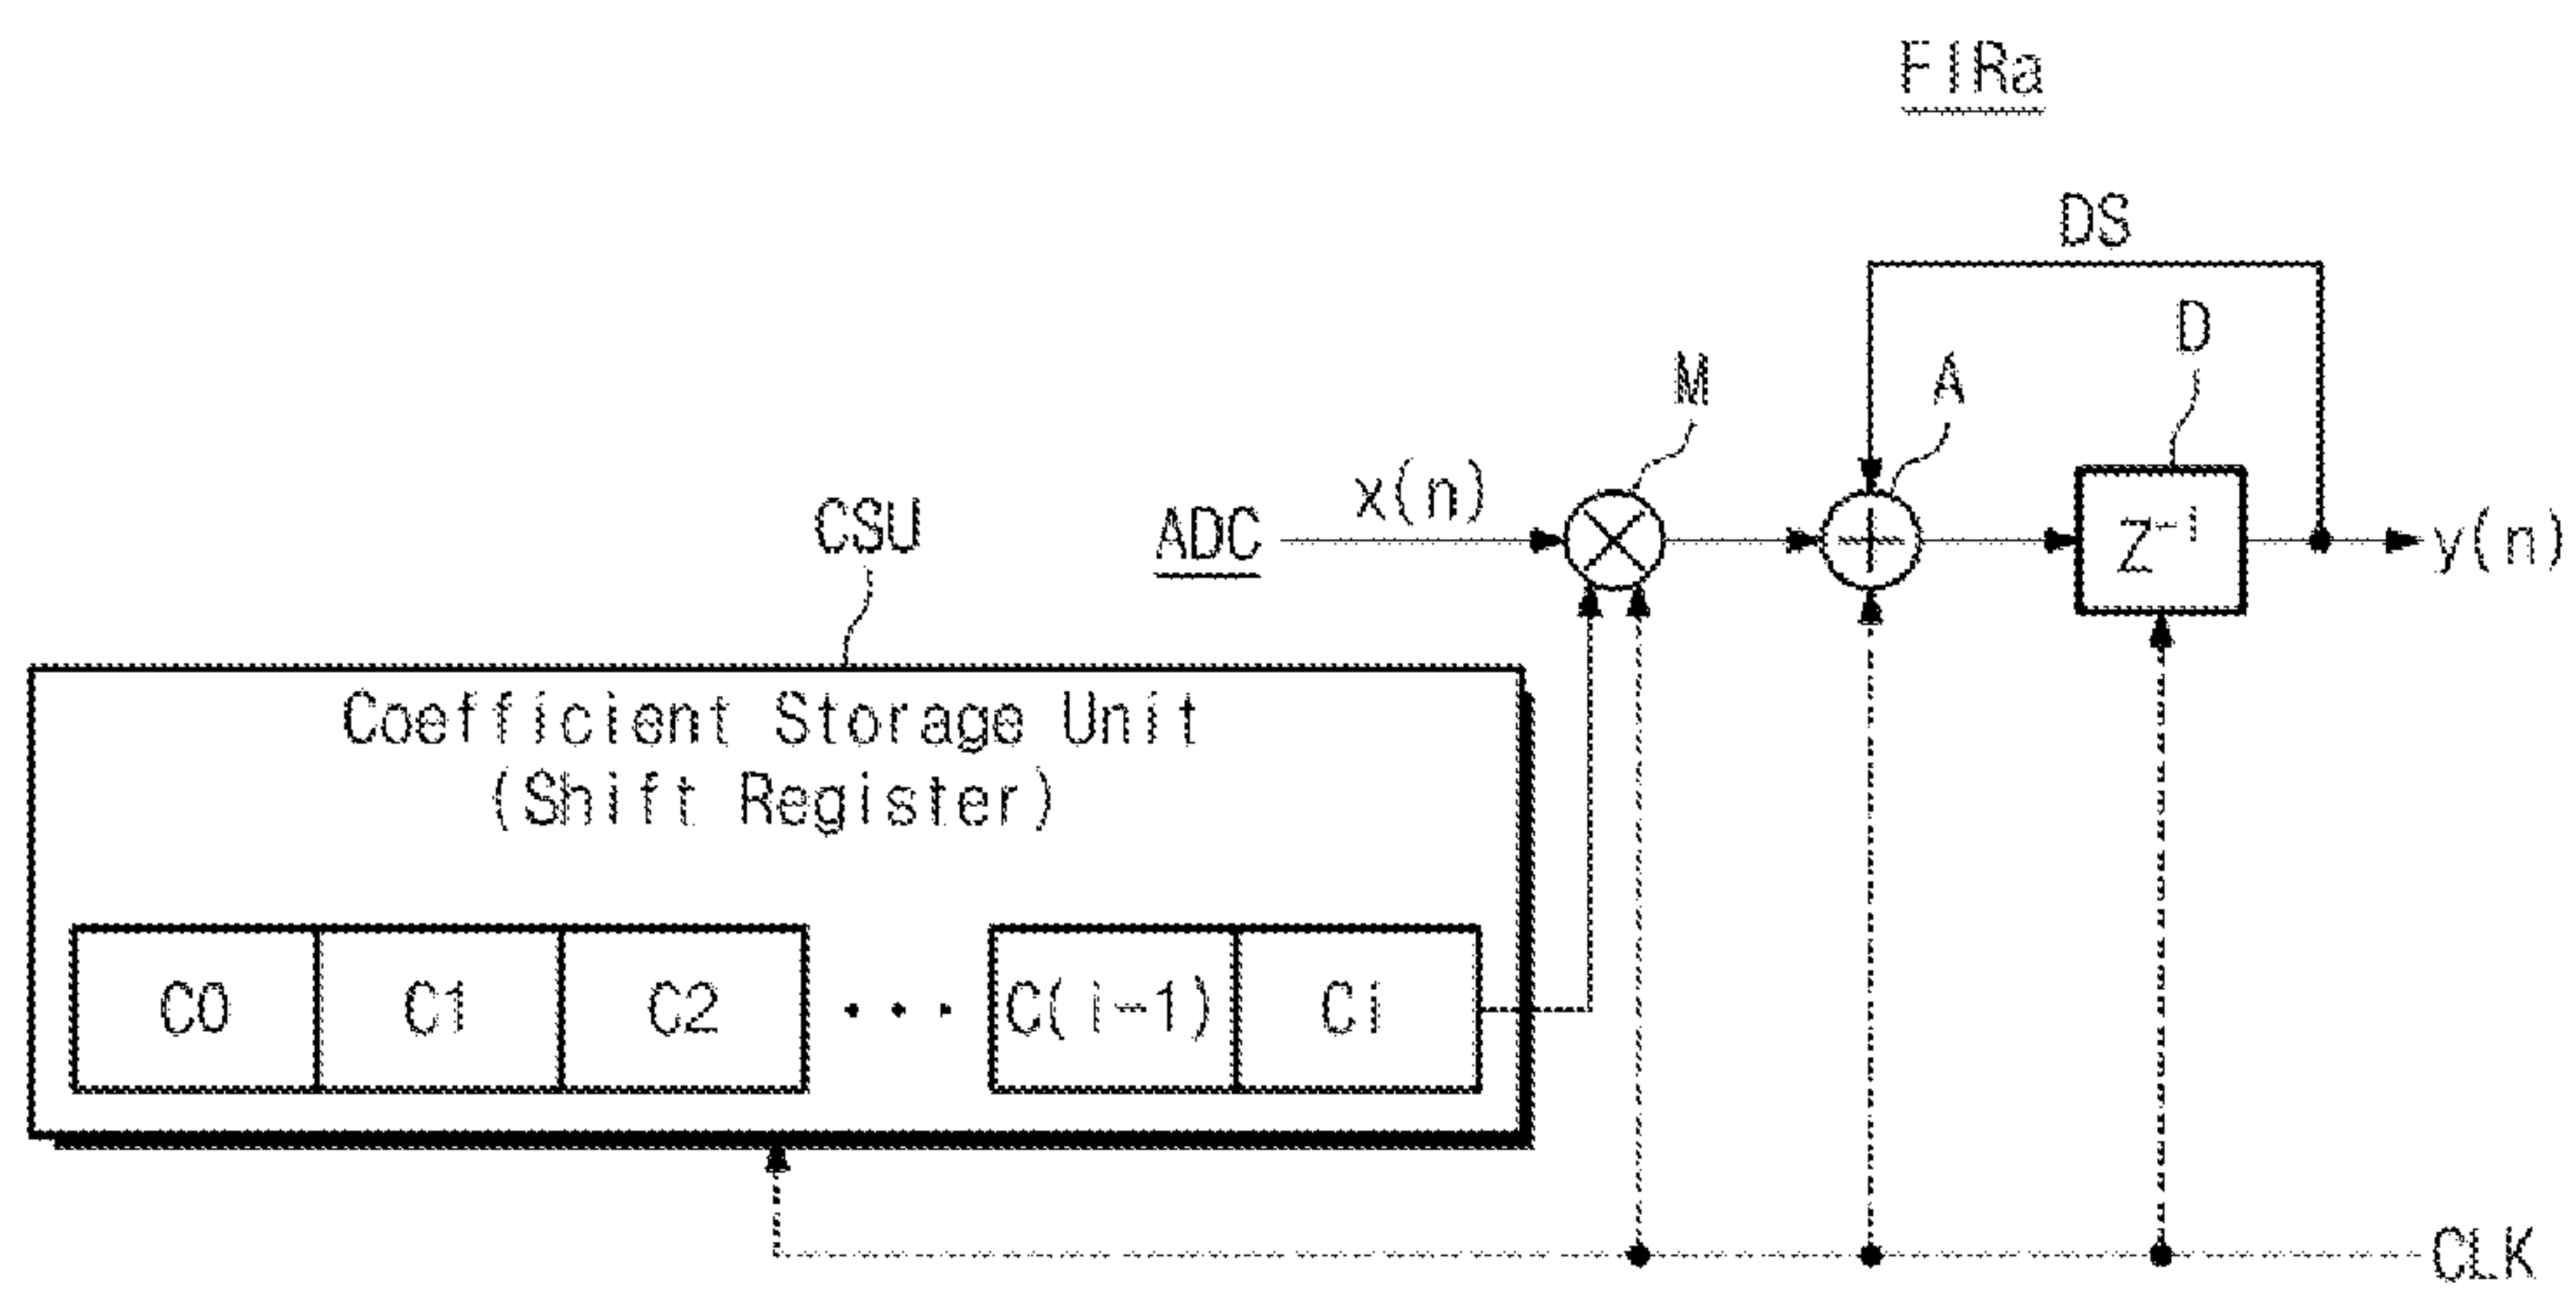 FIRa
DS
D
M
A
x(n)
CSU
ADC
Z⁻¹
y(n)
Coefficient Storage Unit
(Shift Register)
C0 C1 C2 ··· C(i-1) Ci
CLK